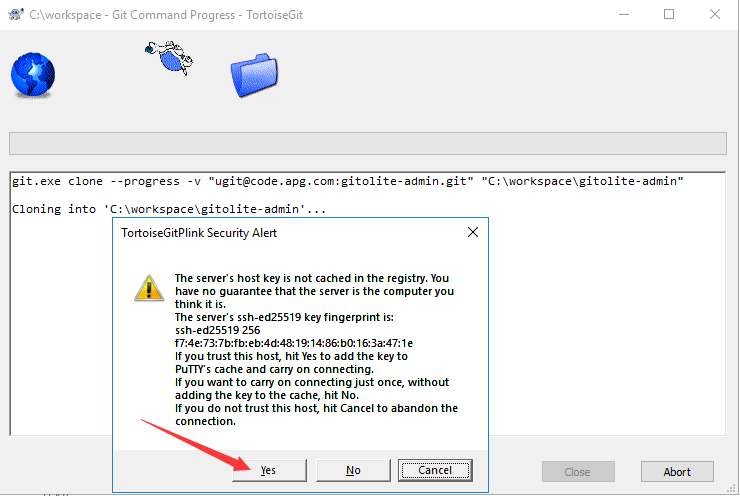 C:\workspace - Git Command Progress - TortoiseGit
git.exe clone --progress -v "ugit@code.apg.com:gitolite-admin.git" "C:\workspace\gitolite-admin"
Cloning into 'C:\workspace\gitolite-admin'...
TortoiseGitPlink Security Alert
The server's host key is not cached in the registry. You
have no guarantee that the server is the computer you
think it is.
The server's ssh-ed25519 key fingerprint is:
ssh-ed25519 256
f7:4e:73:7b:fb:eb:4d:48:19:14:86:b0:16:3a:47:1e
If you trust this host, hit Yes to add the key to
PuTTY's cache and carry on connecting.
If you want to carry on connecting just once, without
adding the key to the cache, hit No.
If you do not trust this host, hit Cancel to abandon the
connection.
Yes No Cancel
Close Abort